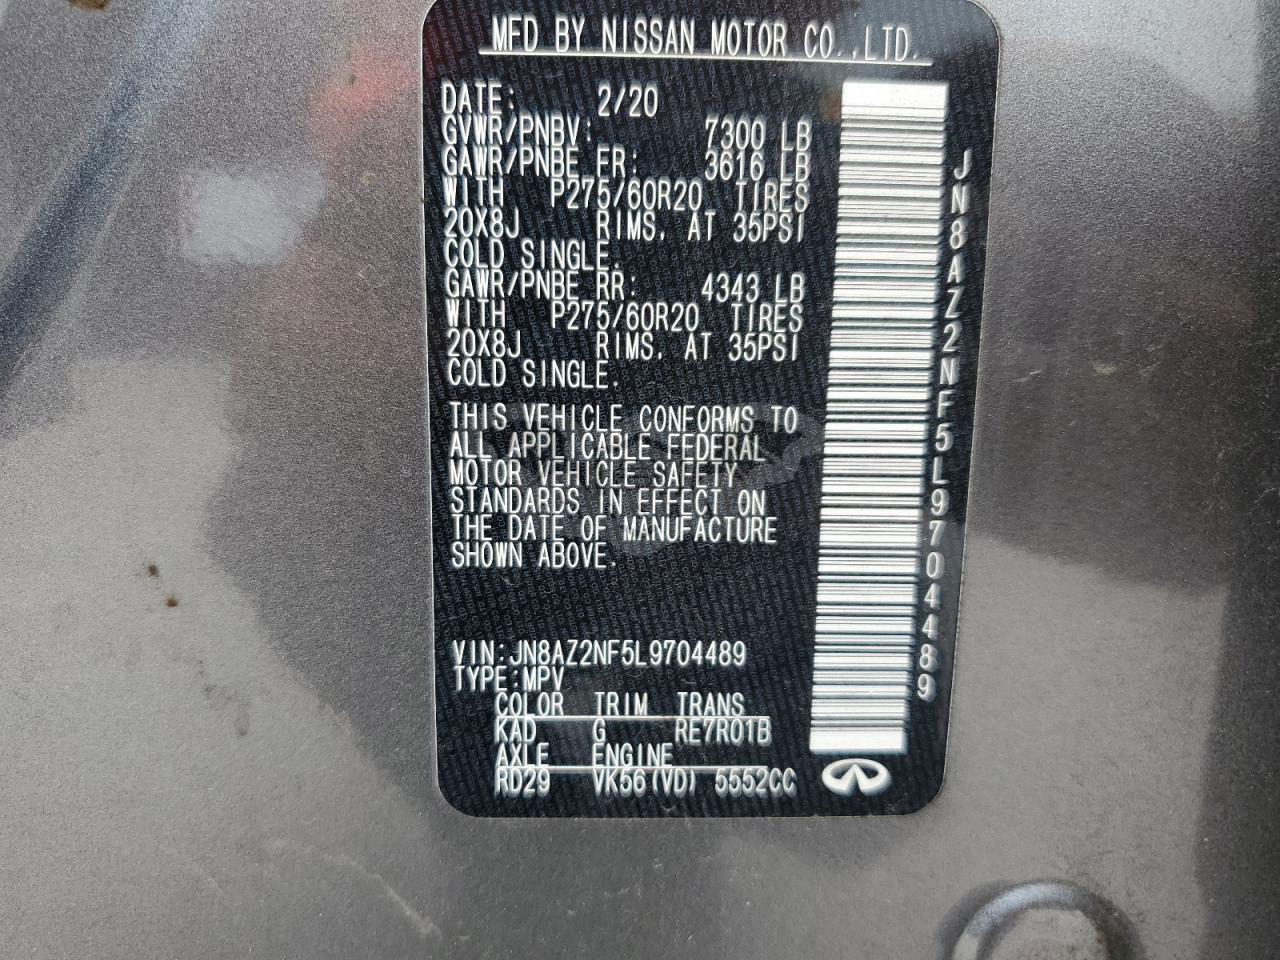 MFD BY NISSAN MOTOR CO.,LTD.
DATE: 2/20
GVWR/PNBV: 7300 LB
GAWR/PNBE FR: 3616 LB
WITH P275/60R20 TIRES
20X8J RIMS. AT 35PSI
COLD SINGLE.
GAWR/PNBE RR: 4343 LB
WITH P275/60R20 TIRES
20X8J RIMS. AT 35PSI
COLD SINGLE.
THIS VEHICLE CONFORMS TO
ALL APPLICABLE FEDERAL
MOTOR VEHICLE SAFETY
STANDARDS IN EFFECT ON
THE DATE OF MANUFACTURE
SHOWN ABOVE.
VIN:JN8AZ2NF5L9704489
TYPE:MPV
COLOR TRIM TRANS
KAD G RE7R01B
AXLE ENGINE
RD29 VK56(VD) 5552CC
JN8AZ2NF5L9704489